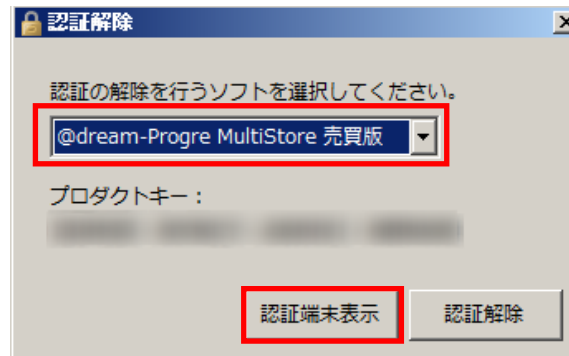 認証解除
認証の解除を行うソフトを選択してください。
@dream-Progre MultiStore 売買版
プロダクトキー：
認証端末表示
認証解除